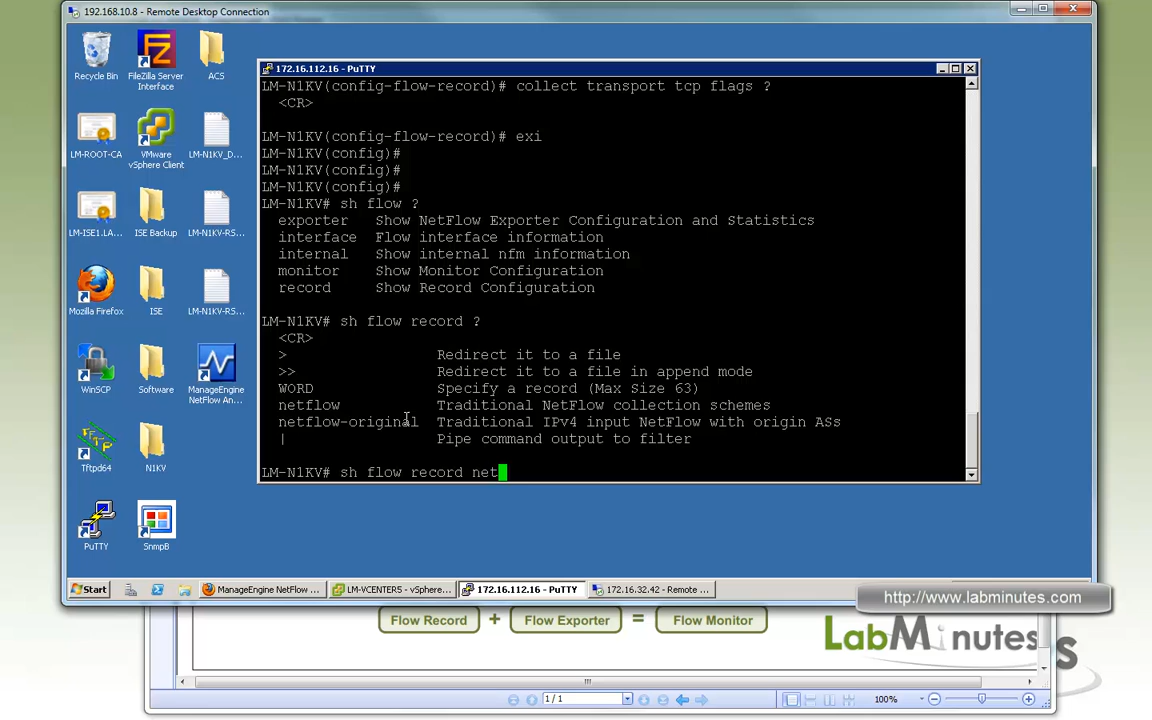 192.168.10.8 - Remote Desktop Connection
Recycle Bin
FileZilla Server Interface
ACS
LM-ROOT-CA
VMware vSphere Client
LM-N1KV_D...
LM-ISE1.LA...
ISE Backup
LM-N1KV-RS...
Mozilla Firefox
ISE
LM-N1KV-RS...
WinSCP
Software
ManageEngine NetFlow An...
Tftpd64
N1KV
PuTTY
SnmpB
172.16.112.16 - PuTTY
LM-N1KV(config-flow-record)# collect transport tcp flags ?
<CR>
LM-N1KV(config-flow-record)# exi
LM-N1KV(config)#
LM-N1KV(config)#
LM-N1KV(config)#
LM-N1KV# sh flow ?
exporter Show NetFlow Exporter Configuration and Statistics
interface Flow interface information
internal Show internal nfm information
monitor Show Monitor Configuration
record Show Record Configuration
LM-N1KV# sh flow record ?
<CR>
> Redirect it to a file
>> Redirect it to a file in append mode
WORD Specify a record (Max Size 63)
netflow Traditional NetFlow collection schemes
netflow-original Traditional IPv4 input NetFlow with origin ASs
| Pipe command output to filter
LM-N1KV# sh flow record net
Start
ManageEngine NetFlow ...
LM-VCENTER5 - vSphere...
172.16.112.16 - PuTTY
172.16.32.42 - Remote ...
http://www.labminutes.com
Flow Record + Flow Exporter = Flow Monitor
LabMinutes
1 / 1
100%